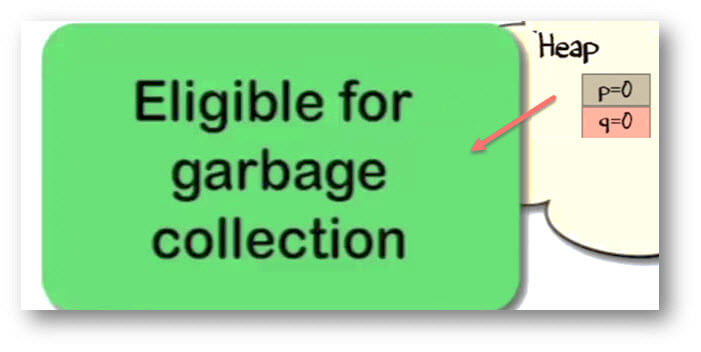 Eligible for
garbage
collection
Heap
p=0
q=0